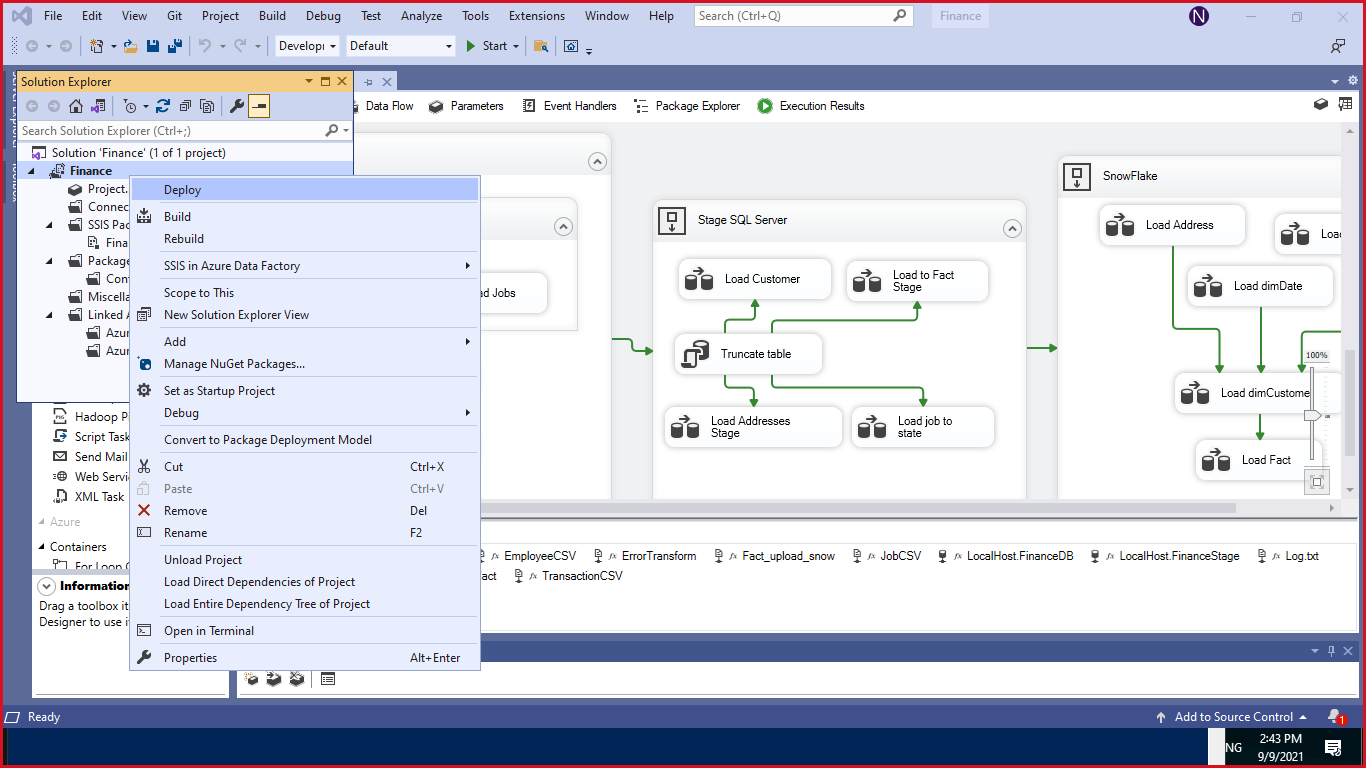 File Edit View Git Project Build Debug Test Analyze Tools Extensions Window Help Search (Ctrl+Q) Finance N
Default Start
Solution Explorer
Data Flow Parameters Event Handlers Package Explorer Execution Results
Search Solution Explorer (Ctrl+;)
Solution 'Finance' (1 of 1 project)
Finance
Project.
Connec
SSIS Pac
Fina
Package
Con
Miscella
Linked A
Azur
Azur
Deploy
Build
Rebuild
SSIS in Azure Data Factory
Scope to This
New Solution Explorer View
Add
Manage NuGet Packages...
Set as Startup Project
Debug
Convert to Package Deployment Model
Cut Ctrl+X
Paste Ctrl+V
Remove Del
Rename F2
Unload Project
Load Direct Dependencies of Project
Load Entire Dependency Tree of Project
Open in Terminal
Properties Alt+Enter
Jobs
Stage SQL Server
Load Customer
Load to Fact
Stage
Truncate table
Load Addresses
Stage
Load job to
state
SnowFlake
Load Address
Load dimDate
100%
Load dimCustome
Load Fact
Hadoop Pi
Script Task
Send Mail
Web Servi
XML Task
Azure
Containers
For Loop C
Information
Drag a toolbox it
Designer to use i
EmployeeCSV ErrorTransform Fact_upload_snow JobCSV LocalHost.FinanceDB LocalHost.FinanceStage Log.txt
TransactionCSV
Ready Add to Source Control 1
NG 2:43 PM
9/9/2021